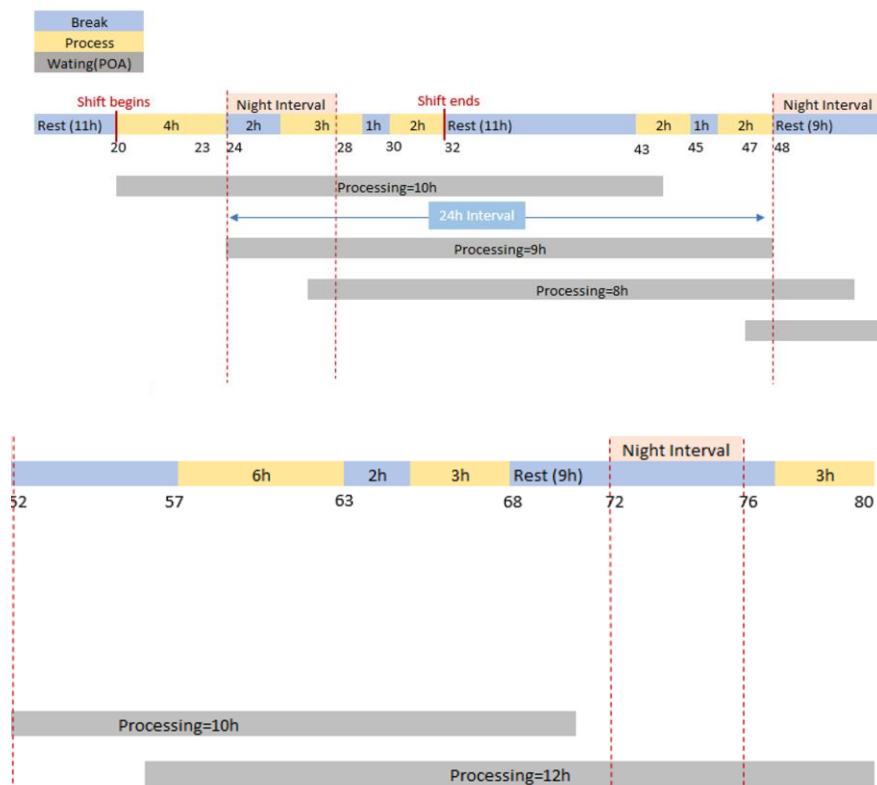 Break
Process
Wating(POA)
Shift begins
Night Interval
Shift ends
Night Interval
Rest (11h) 4h 2h 3h 1h 2h Rest (11h) 2h 1h 2h Rest (9h)
20 23 24 28 30 32 43 45 47 48
Processing=10h
24h Interval
Processing=9h
Processing=8h
Night Interval
6h 2h 3h Rest (9h) 3h
52 57 63 68 72 76 80
Processing=10h
Processing=12h